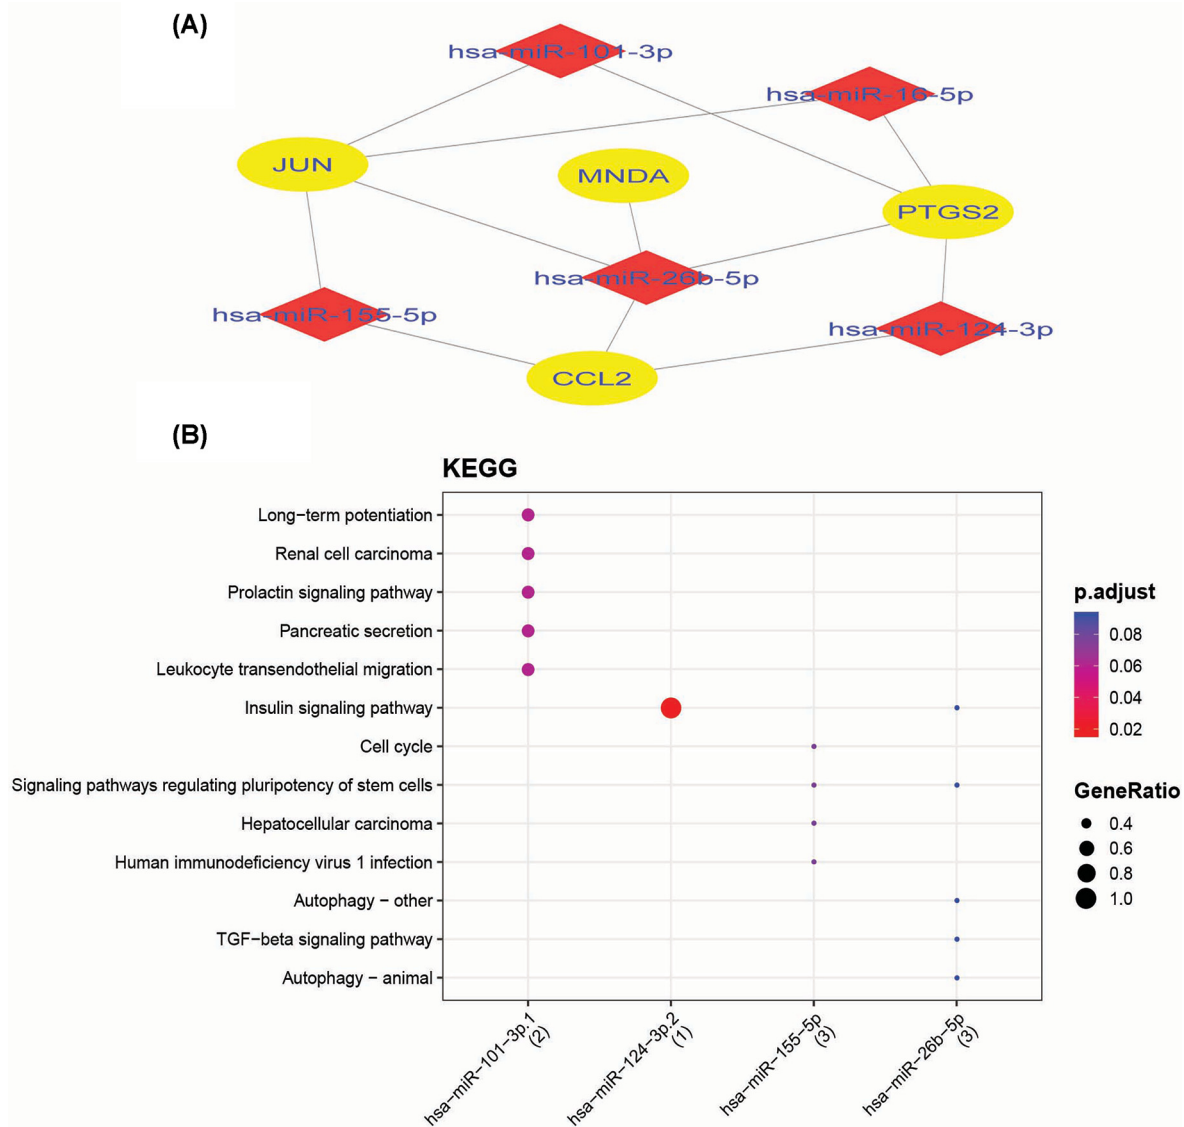 (A)
hsa-miR-101-3p
hsa-miR-16-5p
JUN
MNDA
PTGS2
hsa-miR-26b-5p
hsa-miR-155-5p
hsa-miR-124-3p
CCL2
(B)
KEGG
Long−term potentiation
Renal cell carcinoma
Prolactin signaling pathway
Pancreatic secretion
Leukocyte transendothelial migration
Insulin signaling pathway
Cell cycle
Signaling pathways regulating pluripotency of stem cells
Hepatocellular carcinoma
Human immunodeficiency virus 1 infection
Autophagy − other
TGF−beta signaling pathway
Autophagy − animal
hsa−miR−101−3p.1
(2)
hsa−miR−124−3p.2
(1)
hsa−miR−155−5p
(3)
hsa−miR−26b−5p
(3)
p.adjust
0.08
0.06
0.04
0.02
GeneRatio
0.4
0.6
0.8
1.0